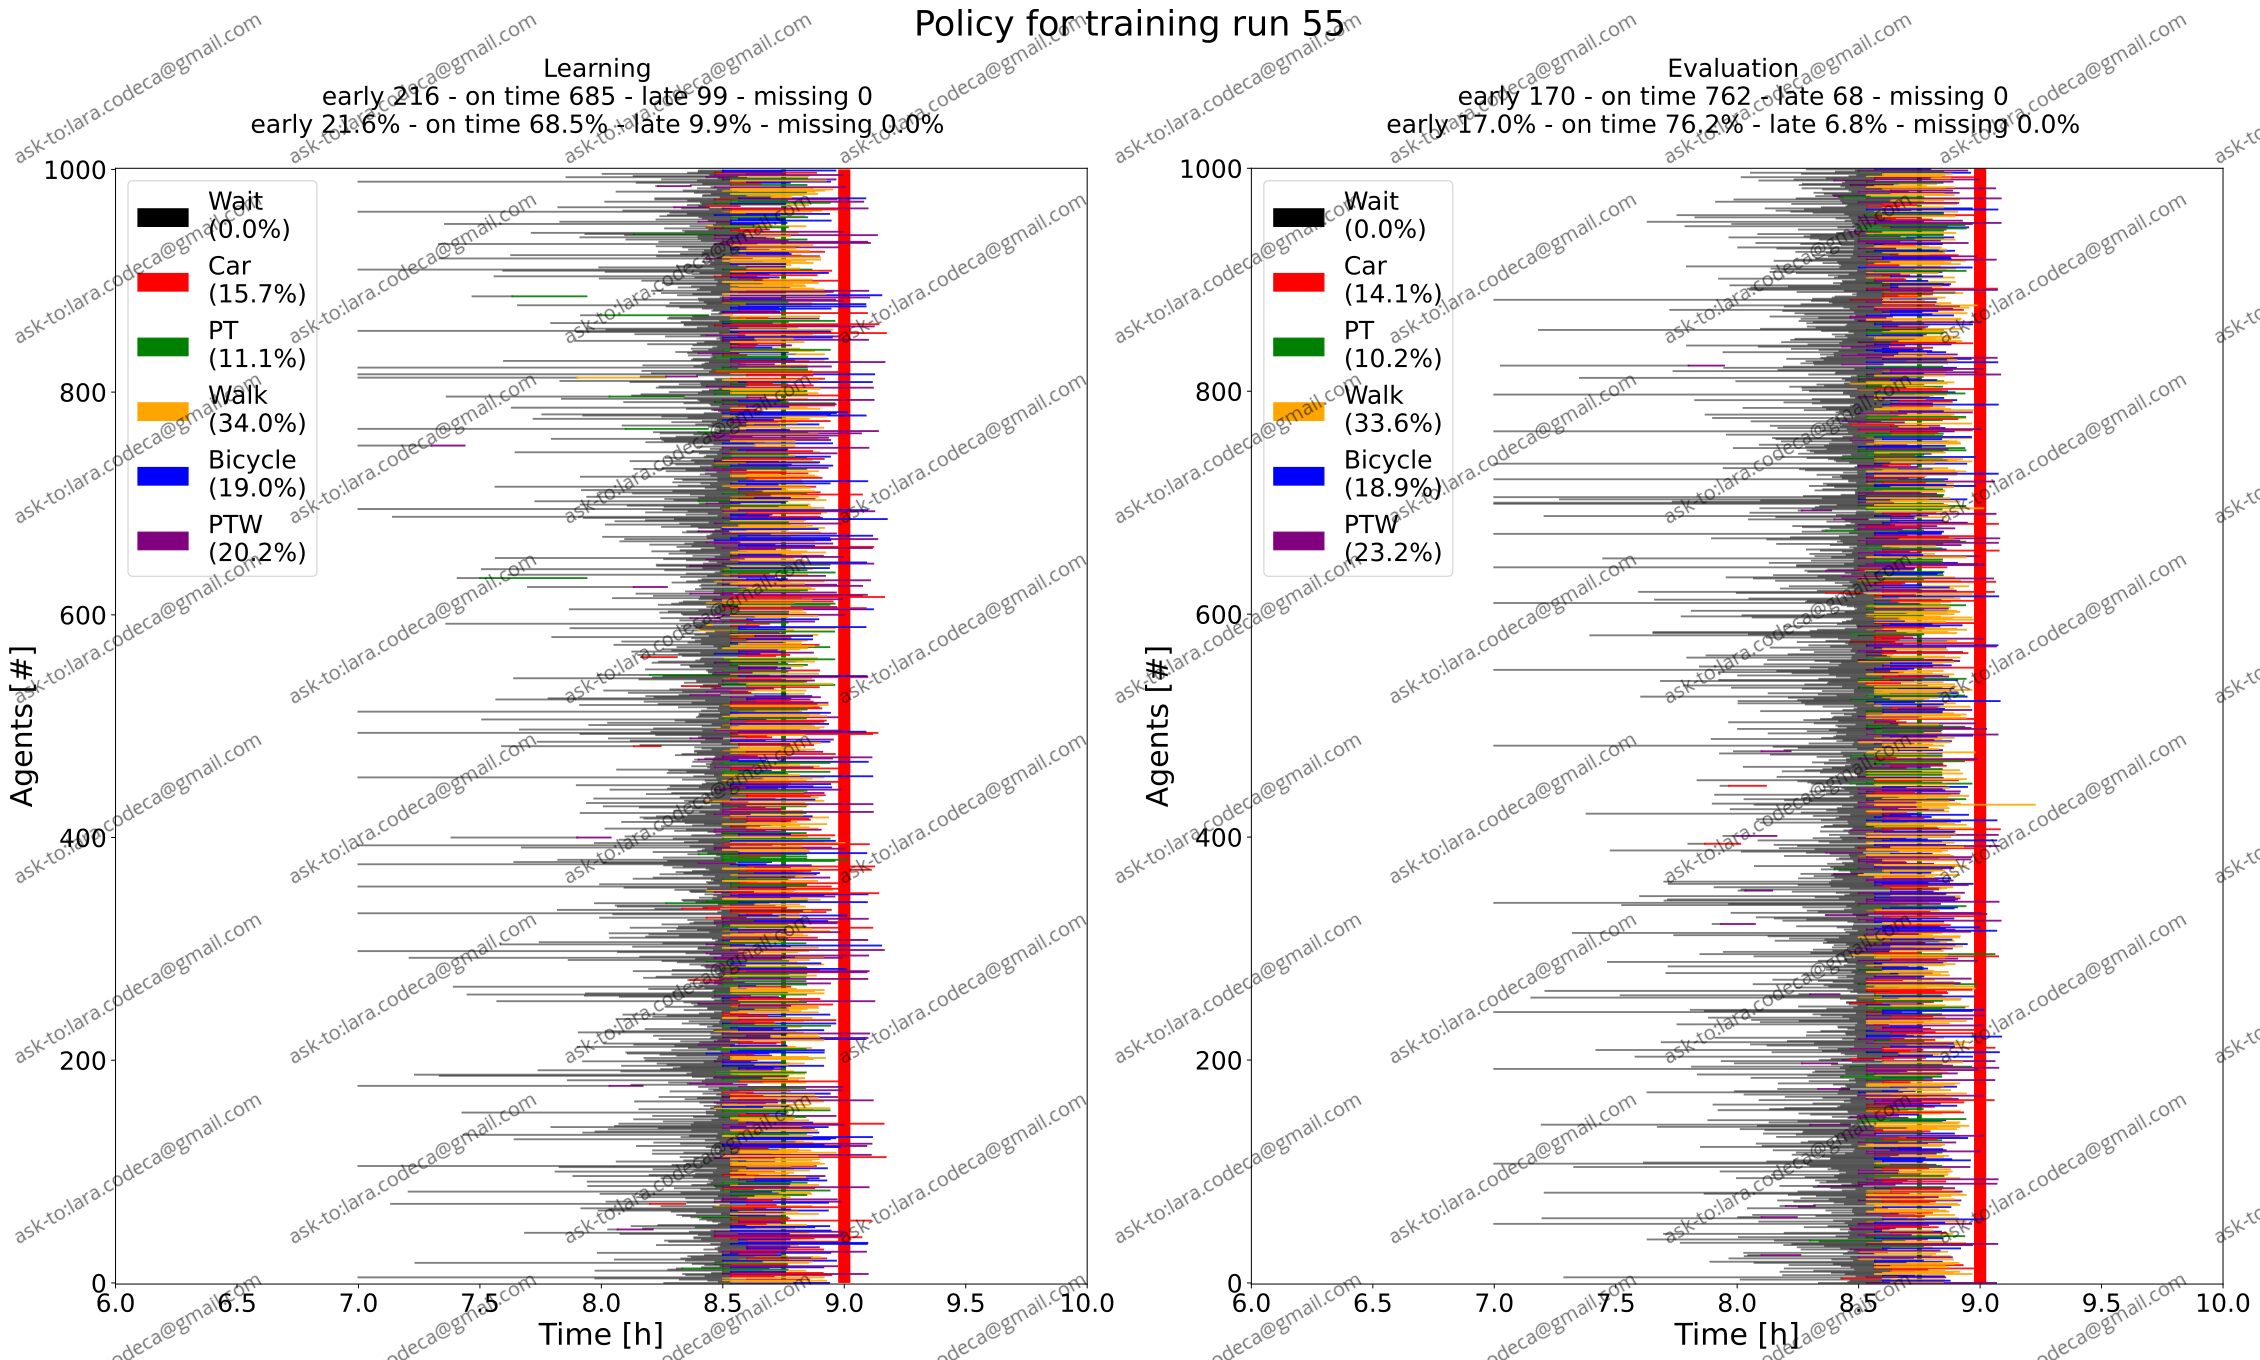 Policy for training run 55
Learning
early 216 - on time 685 - late 99 - missing 0
early 21.6% - on time 68.5% - late 9.9% - missing 0.0%
Evaluation
early 170 - on time 762 - late 68 - missing 0
early 17.0% - on time 76.2% - late 6.8% - missing 0.0%
Agents [#]
1000
800
600
400
200
0
Wait
(0.0%)
Car
(15.7%)
PT
(11.1%)
Walk
(34.0%)
Bicycle
(19.0%)
PTW
(20.2%)
6.0 6.5 7.0 7.5 8.0 8.5 9.0 9.5 10.0
Time [h]
Agents [#]
1000
800
600
400
200
0
Wait
(0.0%)
Car
(14.1%)
PT
(10.2%)
Walk
(33.6%)
Bicycle
(18.9%)
PTW
(23.2%)
6.0 6.5 7.0 7.5 8.0 8.5 9.0 9.5 10.0
Time [h]
ask-to:lara.codeca@gmail.com